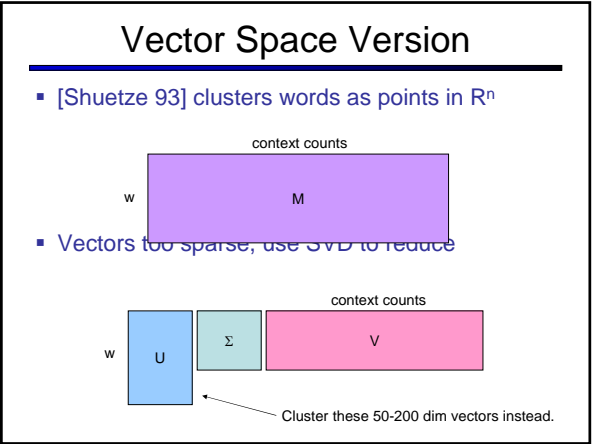 Vector Space Version
▪ [Shuetze 93] clusters words as points in Rⁿ
context counts
w
M
▪ Vectors too sparse, use SVD to reduce
context counts
w
U
Σ
V
Cluster these 50-200 dim vectors instead.